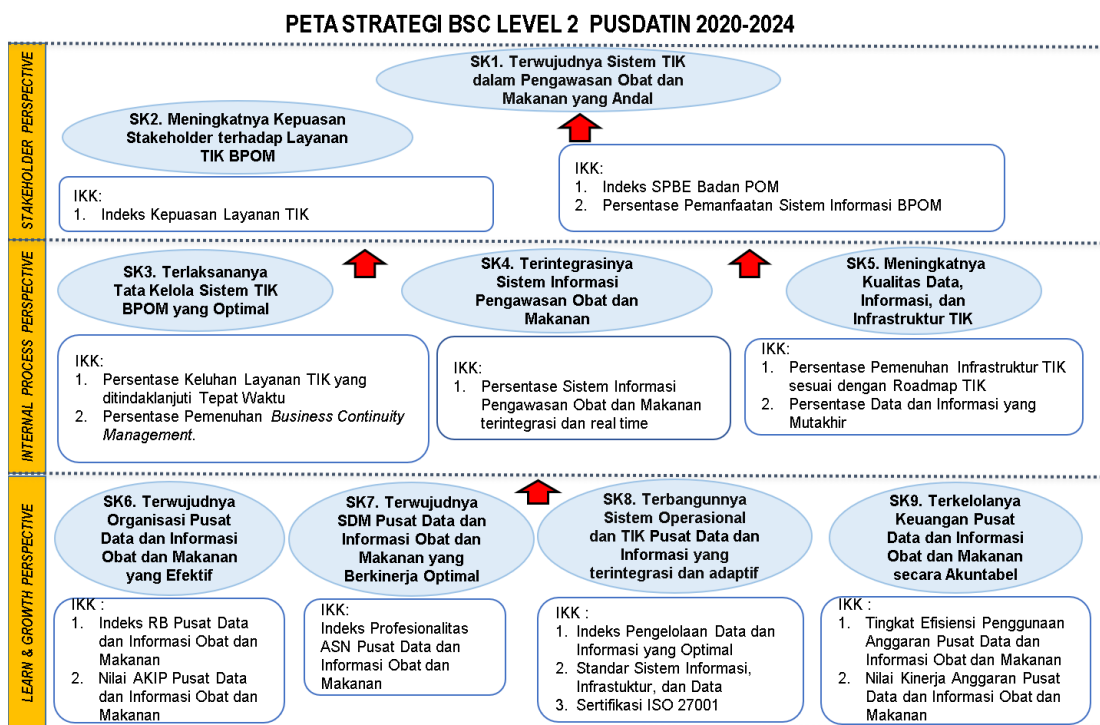 PETA STRATEGI BSC LEVEL 2 PUSDATIN 2020-2024
STAKEHOLDER PERSPECTIVE
SK1. Terwujudnya Sistem TIK
dalam Pengawasan Obat dan
Makanan yang Andal
SK2. Meningkatnya Kepuasan
Stakeholder terhadap Layanan
TIK BPOM
IKK:
1. Indeks Kepuasan Layanan TIK
IKK:
1. Indeks SPBE Badan POM
2. Persentase Pemanfaatan Sistem Informasi BPOM
INTERNAL PROCESS PERSPECTIVE
SK3. Terlaksananya
Tata Kelola Sistem TIK
BPOM yang Optimal
IKK:
1. Persentase Keluhan Layanan TIK yang
ditindaklanjuti Tepat Waktu
2. Persentase Pemenuhan Business Continuity
Management.
SK4. Terintegrasinya
Sistem Informasi
Pengawasan Obat dan
Makanan
IKK:
1. Persentase Sistem Informasi
Pengawasan Obat dan Makanan
terintegrasi dan real time
SK5. Meningkatnya
Kualitas Data,
Informasi, dan
Infrastruktur TIK
IKK:
1. Persentase Pemenuhan Infrastruktur TIK
sesuai dengan Roadmap TIK
2. Persentase Data dan Informasi yang
Mutakhir
LEARN & GROWTH PERSPECTIVE
SK6. Terwujudnya
Organisasi Pusat
Data dan Informasi
Obat dan Makanan
yang Efektif
IKK :
1. Indeks RB Pusat Data
dan Informasi Obat dan
Makanan
2. Nilai AKIP Pusat Data
dan Informasi Obat dan
Makanan
SK7. Terwujudnya
SDM Pusat Data dan
Informasi Obat dan
Makanan yang
Berkinerja Optimal
IKK:
Indeks Profesionalitas
ASN Pusat Data dan
Informasi Obat dan
Makanan
SK8. Terbangunnya
Sistem Operasional
dan TIK Pusat Data dan
Informasi yang
terintegrasi dan adaptif
IKK :
1. Indeks Pengelolaan Data dan
Informasi yang Optimal
2. Standar Sistem Informasi,
Infrastuktur, dan Data
3. Sertifikasi ISO 27001
SK9. Terkelolanya
Keuangan Pusat
Data dan Informasi
Obat dan Makanan
secara Akuntabel
IKK :
1. Tingkat Efisiensi Penggunaan
Anggaran Pusat Data dan
Informasi Obat dan Makanan
2. Nilai Kinerja Anggaran Pusat
Data dan Informasi Obat dan
Makanan